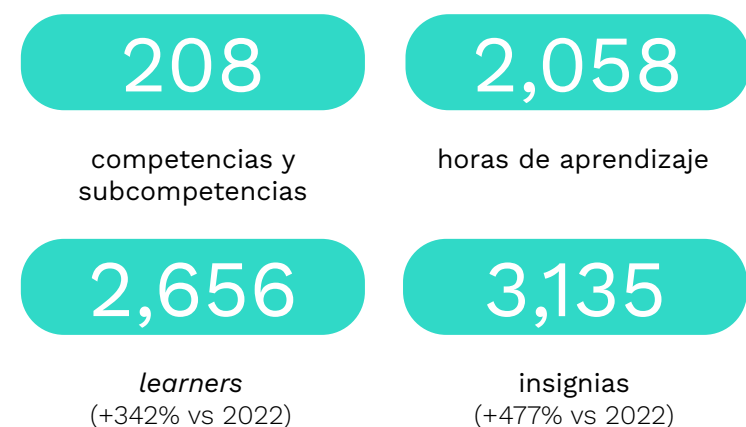 208
2,058
competencias y
subcompetencias
horas de aprendizaje
2,656
3,135
learners
(+342% vs 2022)
insignias
(+477% vs 2022)